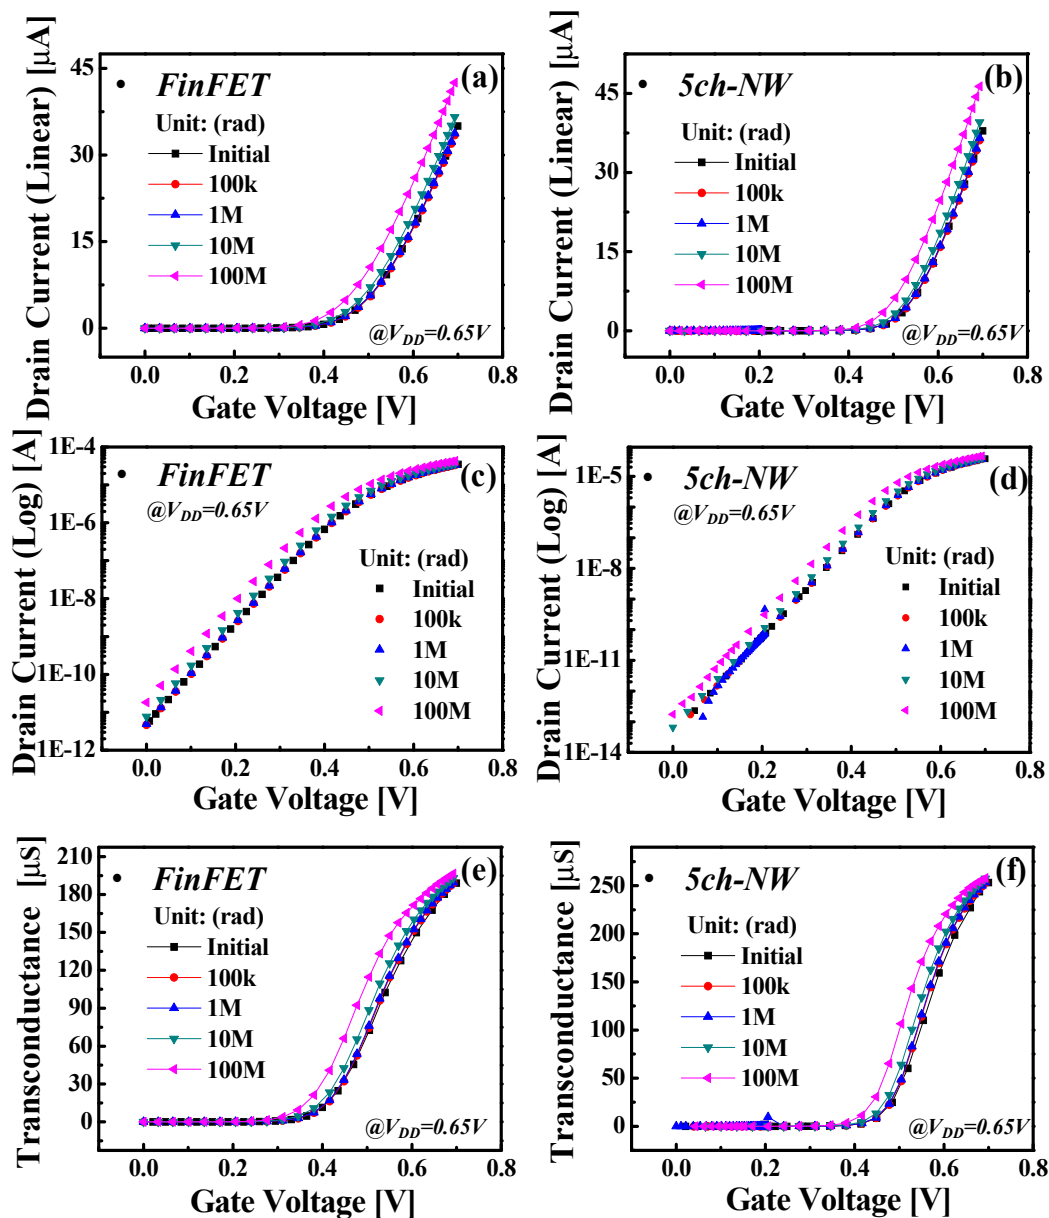 Drain Current (Linear) [µA]
45
30
15
0
• FinFET
(a)
Unit: (rad)
Initial
100k
1M
10M
100M
@VDD=0.65V
0.0 0.2 0.4 0.6 0.8
Gate Voltage [V]
Drain Current (Linear) [µA]
45
30
15
0
• 5ch-NW
(b)
Unit: (rad)
Initial
100k
1M
10M
100M
@VDD=0.65V
0.0 0.2 0.4 0.6 0.8
Gate Voltage [V]
Drain Current (Log) [A]
1E-4
1E-6
1E-8
1E-10
1E-12
• FinFET
(c)
@VDD=0.65V
Unit: (rad)
Initial
100k
1M
10M
100M
0.0 0.2 0.4 0.6 0.8
Gate Voltage [V]
Drain Current (Log) [A]
1E-5
1E-8
1E-11
1E-14
• 5ch-NW
(d)
@VDD=0.65V
Unit: (rad)
Initial
100k
1M
10M
100M
0.0 0.2 0.4 0.6 0.8
Gate Voltage [V]
Transconductance [µS]
210
180
150
120
90
60
30
0
• FinFET
(e)
Unit: (rad)
Initial
100k
1M
10M
100M
@VDD=0.65V
0.0 0.2 0.4 0.6 0.8
Gate Voltage [V]
Transconductance [µS]
250
200
150
100
50
0
• 5ch-NW
(f)
Unit: (rad)
Initial
100k
1M
10M
100M
@VDD=0.65V
0.0 0.2 0.4 0.6 0.8
Gate Voltage [V]